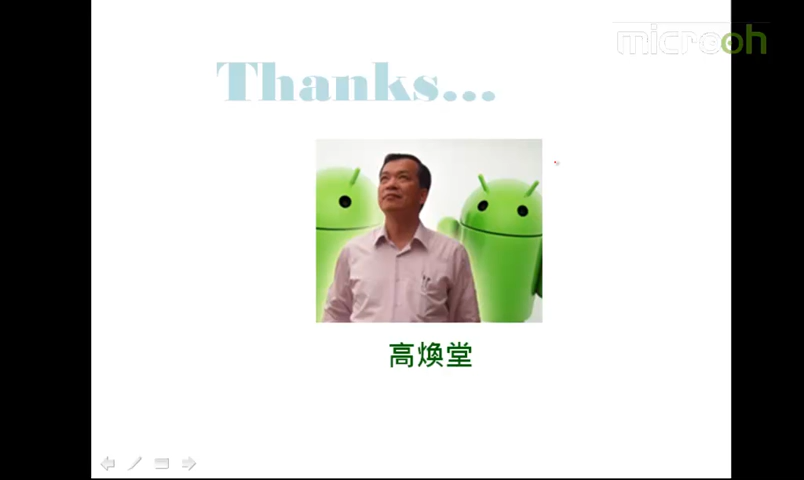 microoh
Thanks...
高煥堂